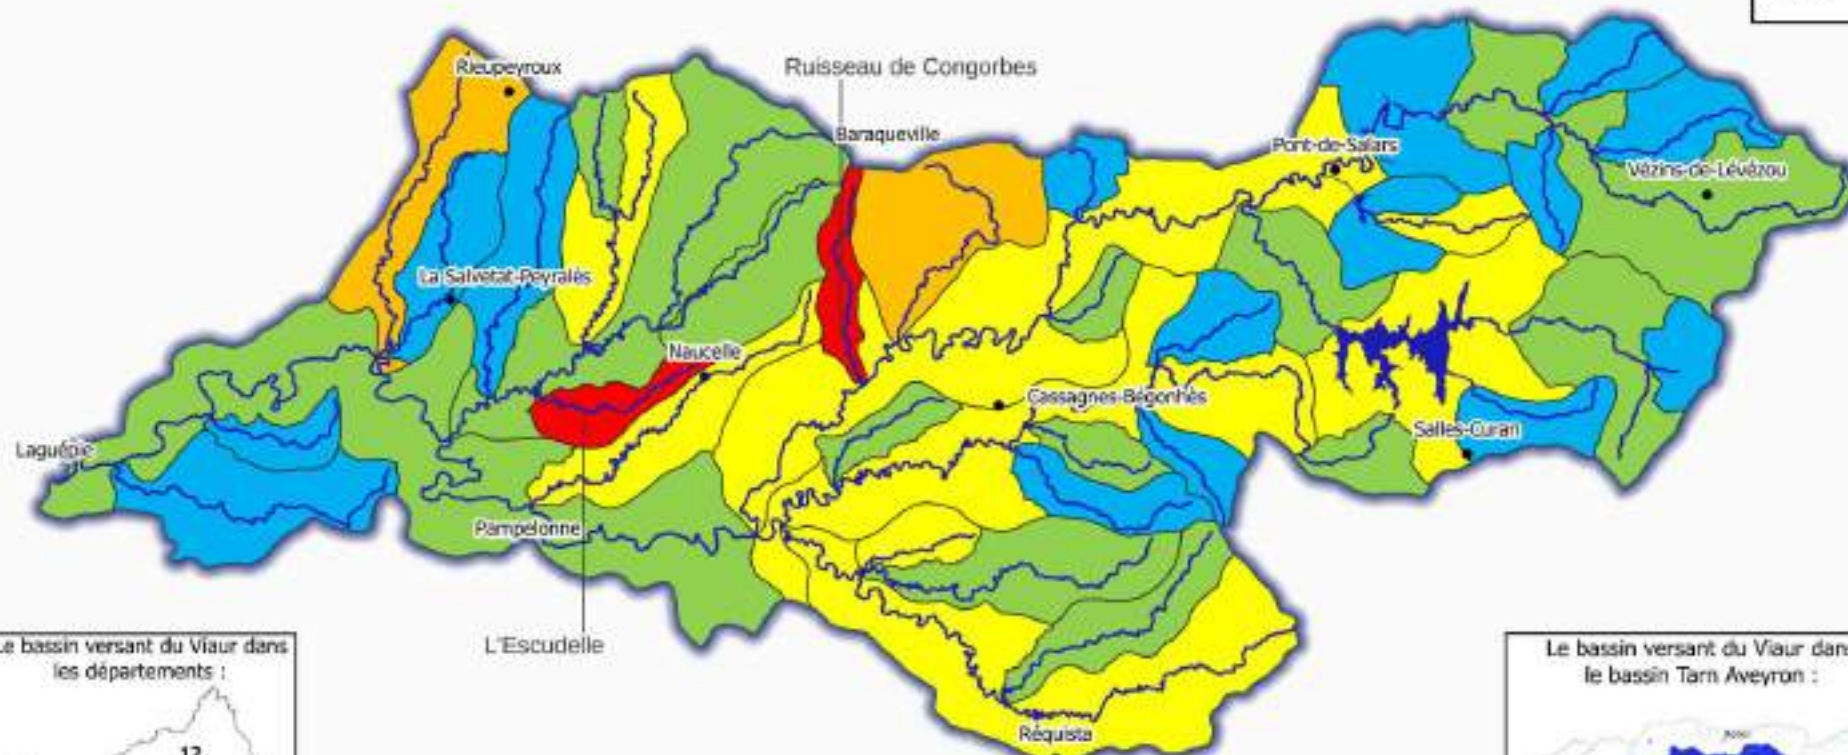 Rieupeyroux
Ruisseau de Congorbes
Baraqueville
Pont-de-Salars
Vézins-de-Lévézou
La Salvetat-Peyralès
Naucelle
Cassagnes-Bégonhès
Salles-Curan
Laguépie
Pampelonne
L'Escudelle
Réquista
Le bassin versant du Viaur dans
les départements :
12
Le bassin versant du Viaur dans
le bassin Tarn Aveyron :